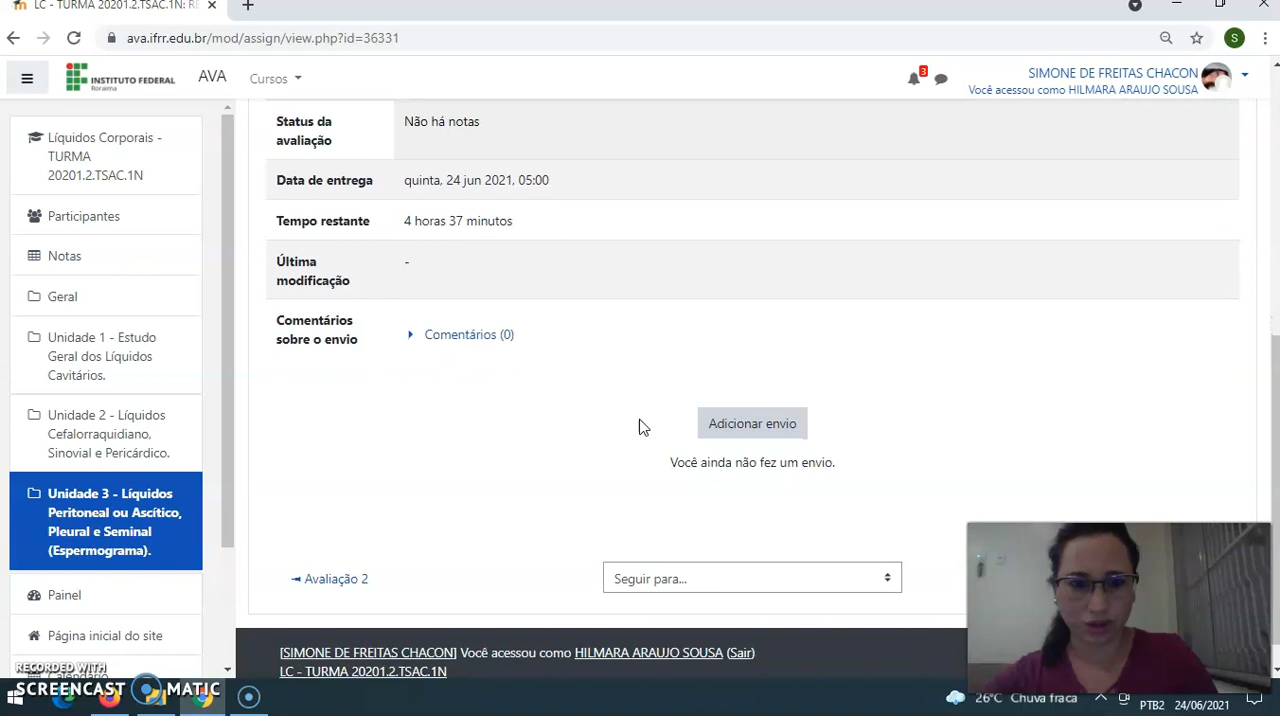 LC - TURMA 20201.2.TSAC.1N: RE
ava.ifrr.edu.br/mod/assign/view.php?id=36331
S
INSTITUTO FEDERAL
Roraima
AVA
Cursos
3
SIMONE DE FREITAS CHACON
Você acessou como HILMARA ARAUJO SOUSA
Líquidos Corporais -
TURMA
20201.2.TSAC.1N
Participantes
Notas
Geral
Unidade 1 - Estudo
Geral dos Líquidos
Cavitários.
Unidade 2 - Líquidos
Cefalorraquidiano,
Sinovial e Pericárdico.
Unidade 3 - Líquidos
Peritoneal ou Ascítico,
Pleural e Seminal
(Espermograma).
Painel
Página inicial do site
Calendário
Status da
avaliação
Não há notas
Data de entrega
quinta, 24 jun 2021, 05:00
Tempo restante
4 horas 37 minutos
Última
modificação
-
Comentários
sobre o envio
Comentários (0)
Adicionar envio
Você ainda não fez um envio.
◄ Avaliação 2
Seguir para...
[SIMONE DE FREITAS CHACON] Você acessou como HILMARA ARAUJO SOUSA (Sair)
LC - TURMA 20201.2.TSAC.1N
RECORDED WITH
SCREENCAST MATIC
26°C Chuva fraca
PTB2
24/06/2021